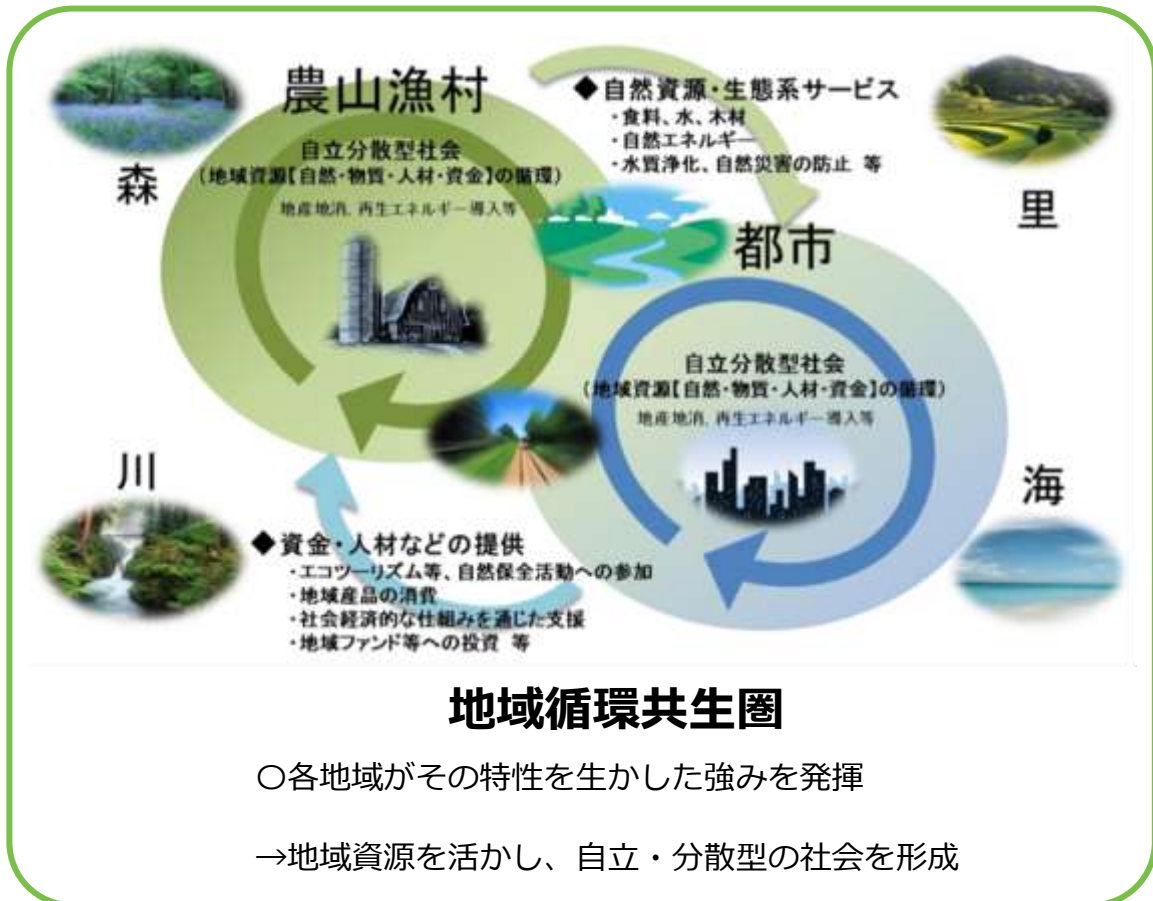 農山漁村
森
自立分散型社会
(地域資源【自然・物質・人材・資金】の循環)
地産地消、再生エネルギー導入等
◆自然資源・生態系サービス
・食料、水、木材
・自然エネルギー
・水質浄化、自然災害の防止 等
里
都市
自立分散型社会
(地域資源【自然・物質・人材・資金】の循環)
地産地消、再生エネルギー導入等
川
◆資金・人材などの提供
・エコツーリズム等、自然保全活動への参加
・地域産品の消費
・社会経済的な仕組みを通じた支援
・地域ファンド等への投資 等
海
地域循環共生圏
〇各地域がその特性を生かした強みを発揮
→地域資源を活かし、自立・分散型の社会を形成